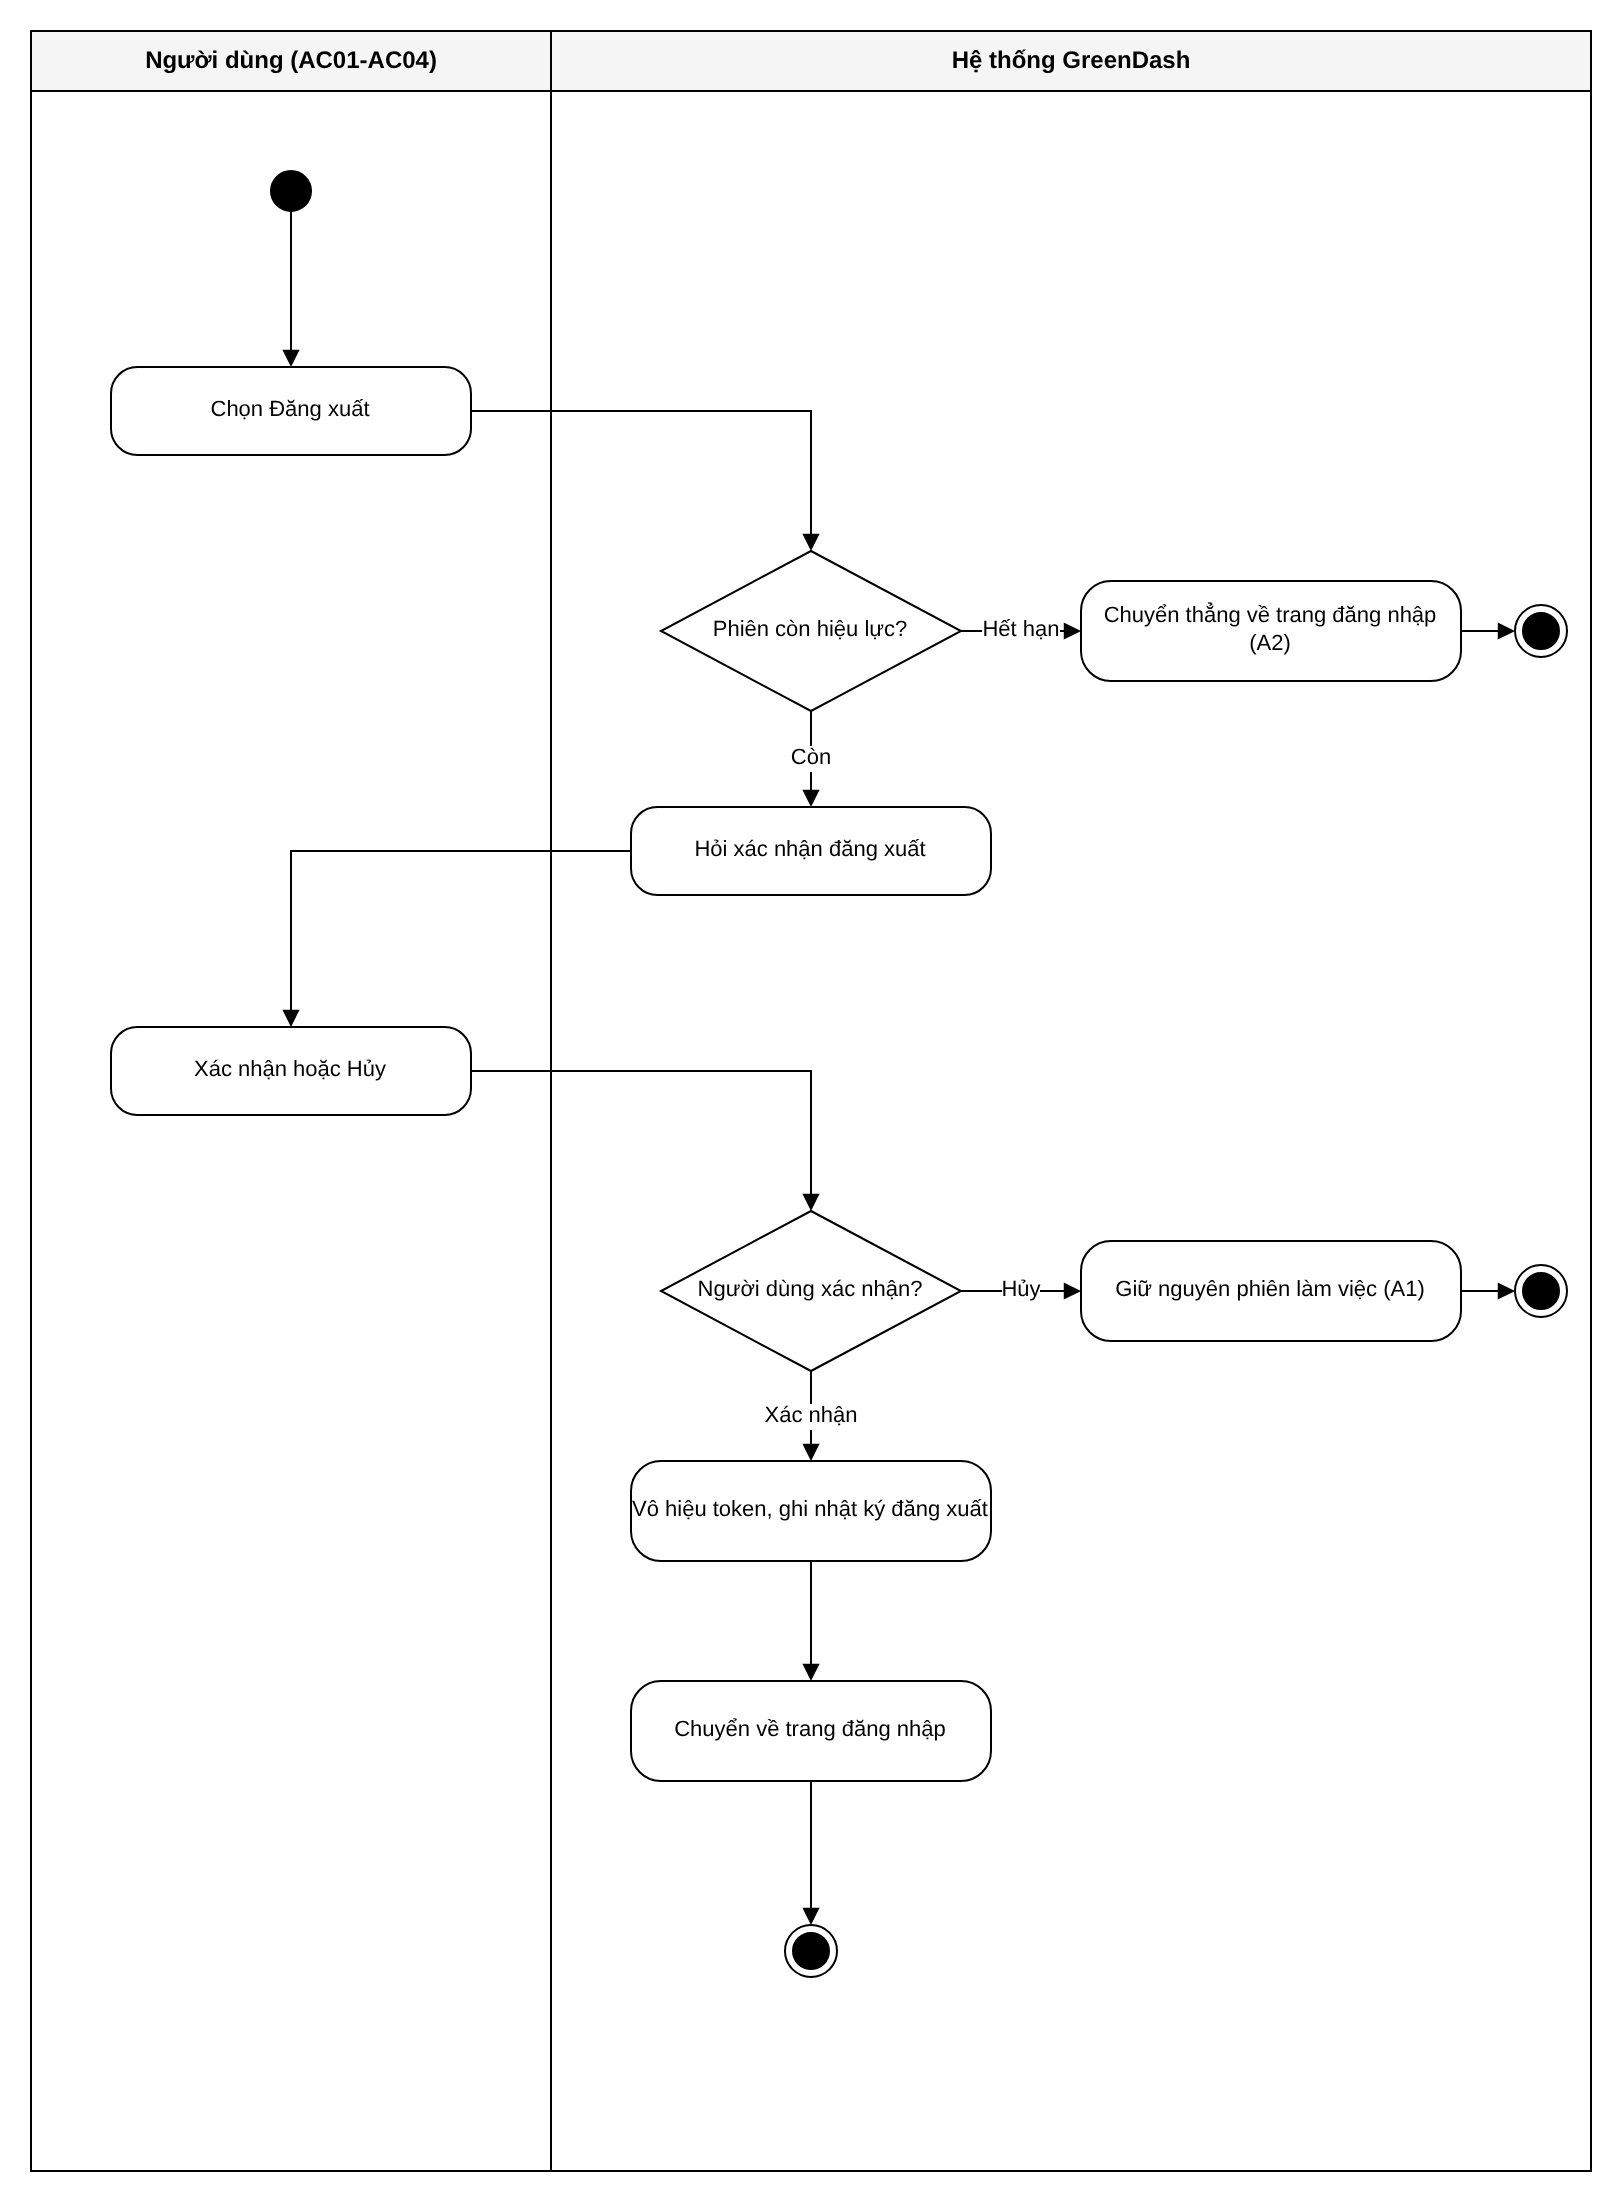 Người dùng (AC01-AC04)
Hệ thống GreenDash
Chọn Đăng xuất
Phiên còn hiệu lực?
Hết hạn
Chuyển thẳng về trang đăng nhập
(A2)
Còn
Hỏi xác nhận đăng xuất
Xác nhận hoặc Hủy
Người dùng xác nhận?
Hủy
Giữ nguyên phiên làm việc (A1)
Xác nhận
Vô hiệu token, ghi nhật ký đăng xuất
Chuyển về trang đăng nhập